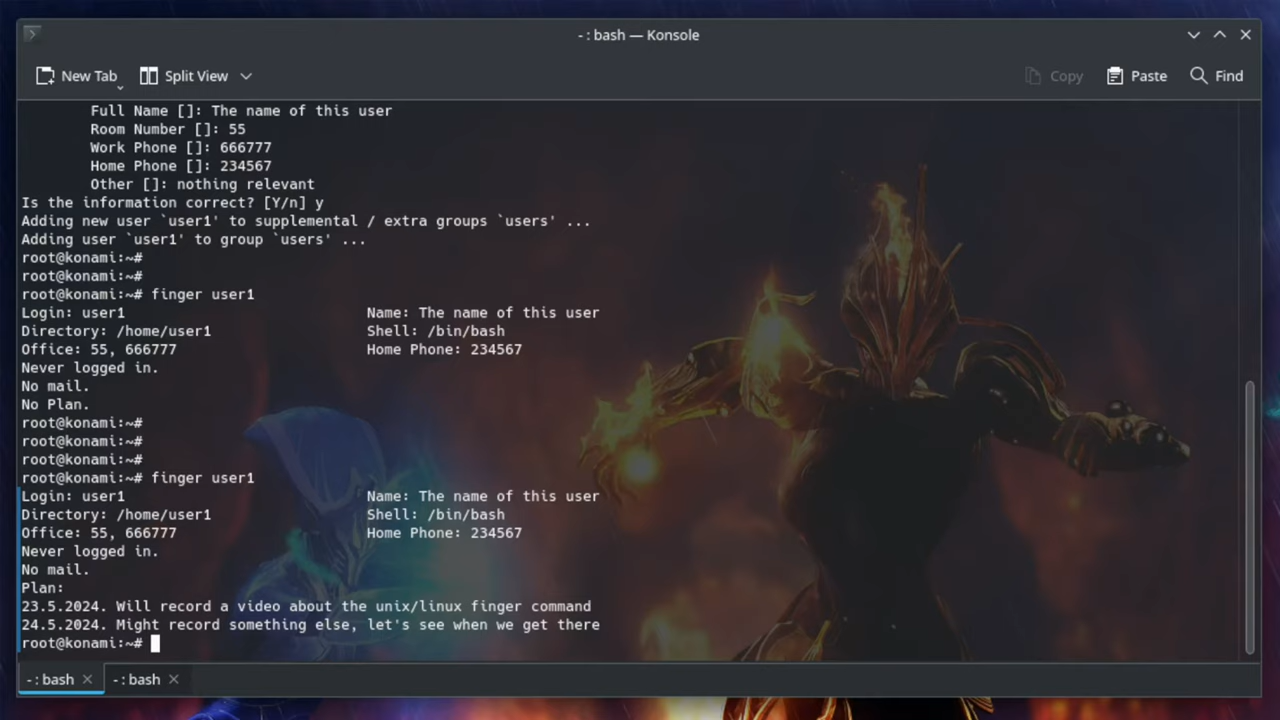 - : bash — Konsole
New Tab
Split View
Copy
Paste
Find
Full Name []: The name of this user
Room Number []: 55
Work Phone []: 666777
Home Phone []: 234567
Other []: nothing relevant
Is the information correct? [Y/n] y
Adding new user `user1' to supplemental / extra groups `users' ...
Adding user `user1' to group `users' ...
root@konami:~#
root@konami:~#
root@konami:~# finger user1
Login: user1 Name: The name of this user
Directory: /home/user1 Shell: /bin/bash
Office: 55, 666777 Home Phone: 234567
Never logged in.
No mail.
No Plan.
root@konami:~#
root@konami:~#
root@konami:~#
root@konami:~# finger user1
Login: user1 Name: The name of this user
Directory: /home/user1 Shell: /bin/bash
Office: 55, 666777 Home Phone: 234567
Never logged in.
No mail.
Plan:
23.5.2024. Will record a video about the unix/linux finger command
24.5.2024. Might record something else, let's see when we get there
root@konami:~#
- : bash
- : bash